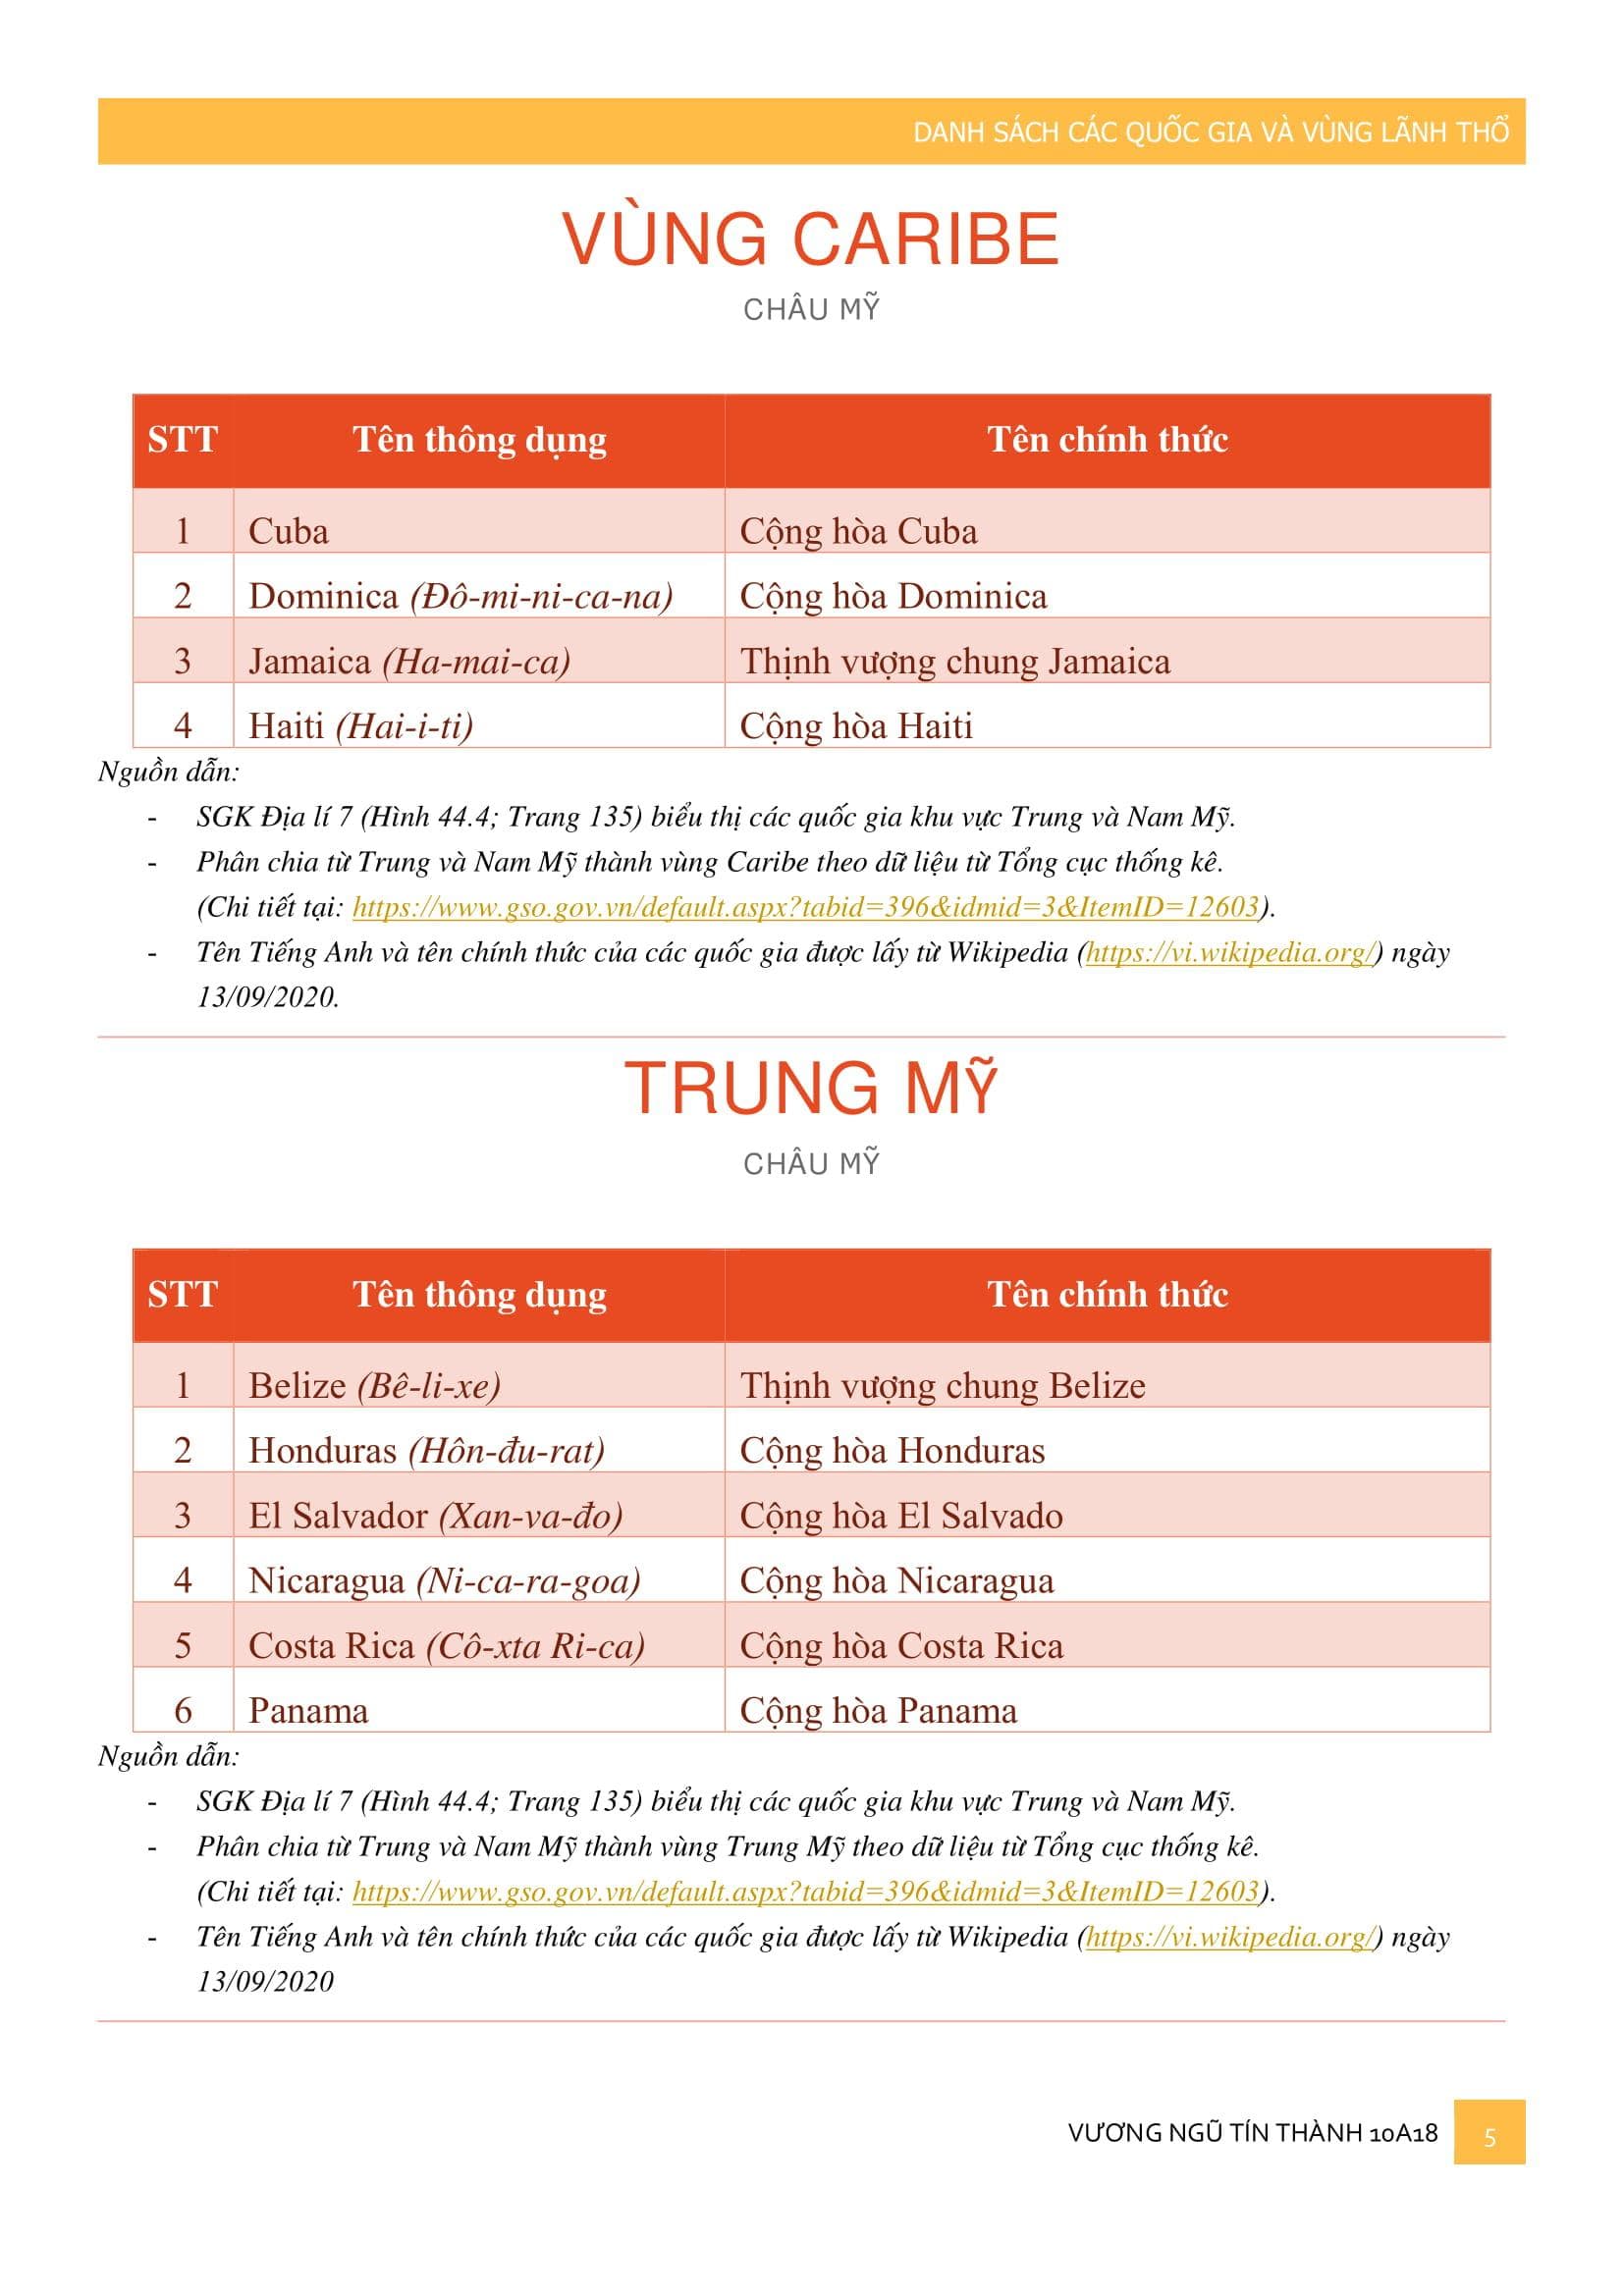 DANH SÁCH CÁC QUỐC GIA VÀ VÙNG LÃNH THỔ
VÙNG CARIBE
CHÂU MỸ
STT Tên thông dụng Tên chính thức
1 Cuba Cộng hòa Cuba
2 Dominica (Đô-mi-ni-ca-na) Cộng hòa Dominica
3 Jamaica (Ha-mai-ca) Thịnh vượng chung Jamaica
4 Haiti (Hai-i-ti) Cộng hòa Haiti
Nguồn dẫn:
- SGK Địa lí 7 (Hình 44.4; Trang 135) biểu thị các quốc gia khu vực Trung và Nam Mỹ.
- Phân chia từ Trung và Nam Mỹ thành vùng Caribe theo dữ liệu từ Tổng cục thống kê.
(Chi tiết tại: https://www.gso.gov.vn/default.aspx?tabid=396&idmid=3&ItemID=12603).
- Tên Tiếng Anh và tên chính thức của các quốc gia được lấy từ Wikipedia (https://vi.wikipedia.org/) ngày
13/09/2020.
TRUNG MỸ
CHÂU MỸ
STT Tên thông dụng Tên chính thức
1 Belize (Bê-li-xe) Thịnh vượng chung Belize
2 Honduras (Hôn-đu-rat) Cộng hòa Honduras
3 El Salvador (Xan-va-đo) Cộng hòa El Salvado
4 Nicaragua (Ni-ca-ra-goa) Cộng hòa Nicaragua
5 Costa Rica (Cô-xta Ri-ca) Cộng hòa Costa Rica
6 Panama Cộng hòa Panama
Nguồn dẫn:
- SGK Địa lí 7 (Hình 44.4; Trang 135) biểu thị các quốc gia khu vực Trung và Nam Mỹ.
- Phân chia từ Trung và Nam Mỹ thành vùng Trung Mỹ theo dữ liệu từ Tổng cục thống kê.
(Chi tiết tại: https://www.gso.gov.vn/default.aspx?tabid=396&idmid=3&ItemID=12603).
- Tên Tiếng Anh và tên chính thức của các quốc gia được lấy từ Wikipedia (https://vi.wikipedia.org/) ngày
13/09/2020
VƯƠNG NGŨ TÍN THÀNH 10A18 5